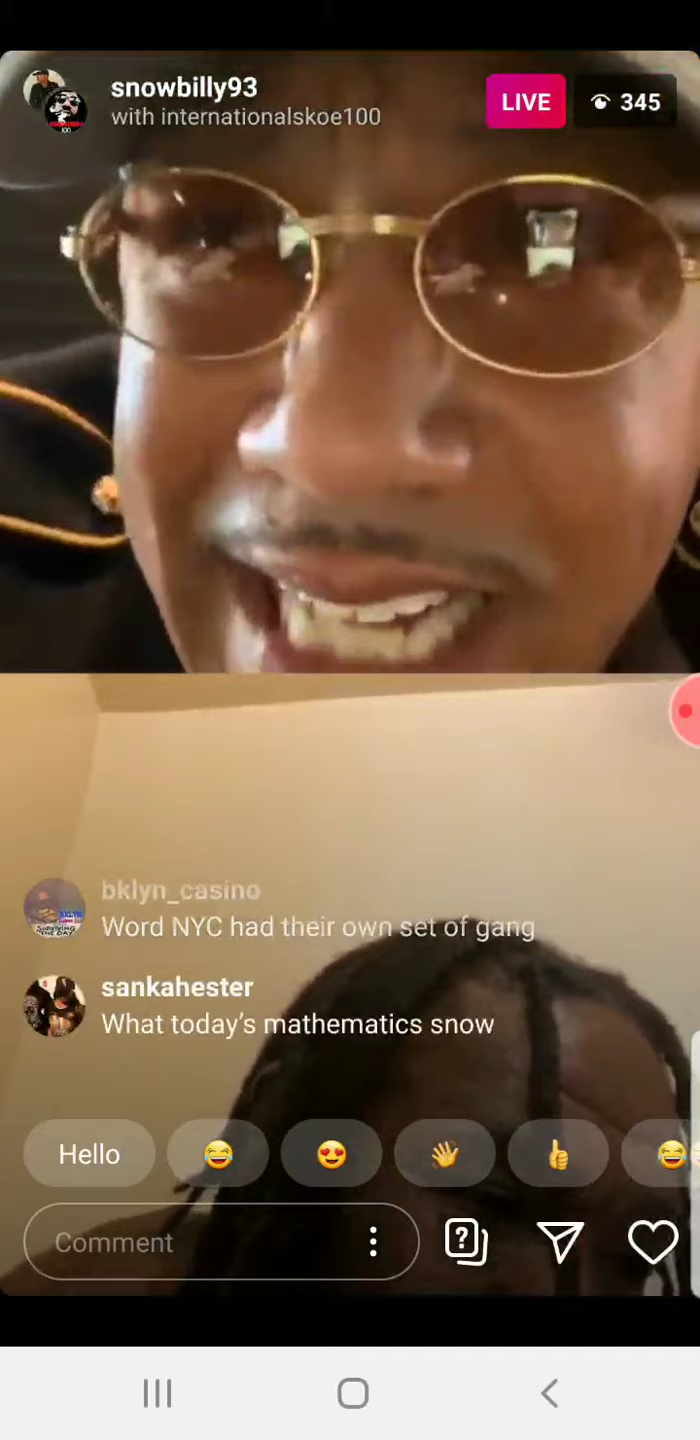 snowbilly93
with internationalskoe100
LIVE
345
bklyn_casino
Word NYC had their own set of gang
sankahester
What today's mathematics snow
Hello
Comment